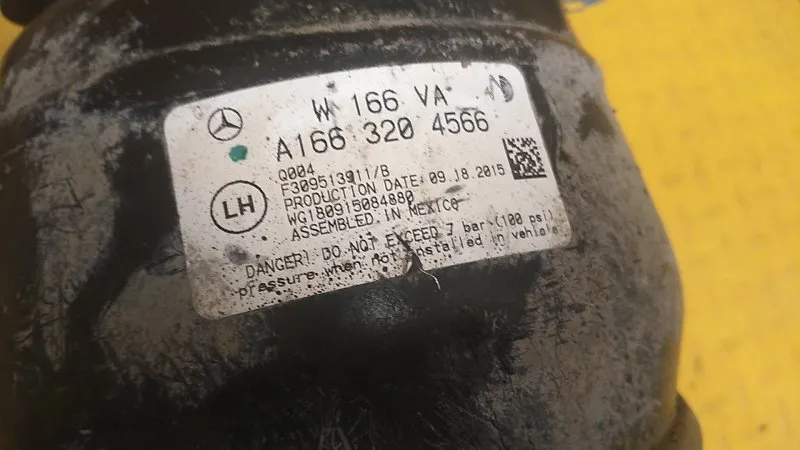 W 166 VA
A166 320 4566
Q004
F309513911/B
PRODUCTION DATE: 09.18.2015
WG180915084880
ASSEMBLED IN MEXICO
LH
DANGER! DO NOT EXCEED 7 bar (100 psi)
pressure when not installed in vehicle